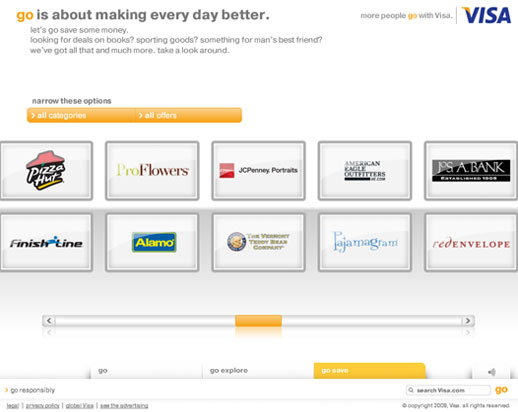 go is about making every day better.
more people go with Visa. VISA
let's go save some money.
looking for deals on books? sporting goods? something for man's best friend?
we've got all that and much more. take a look around.
narrow these options
all categories
all offers
Pizza Hut
ProFlowers
JCPenney. Portraits
AMERICAN
EAGLE
OUTFITTERS
AE.COM
JOS. A. BANK
ESTABLISHED 1905
Finish Line
Alamo
THE VERMONT
TEDDY BEAR
COMPANY
Pajamagram
redENVELOPE
go
go explore
go save
go responsibly
search Visa.com
go
legal | privacy policy | global Visa | see the advertising
© copyright 2009, Visa. all rights reserved.